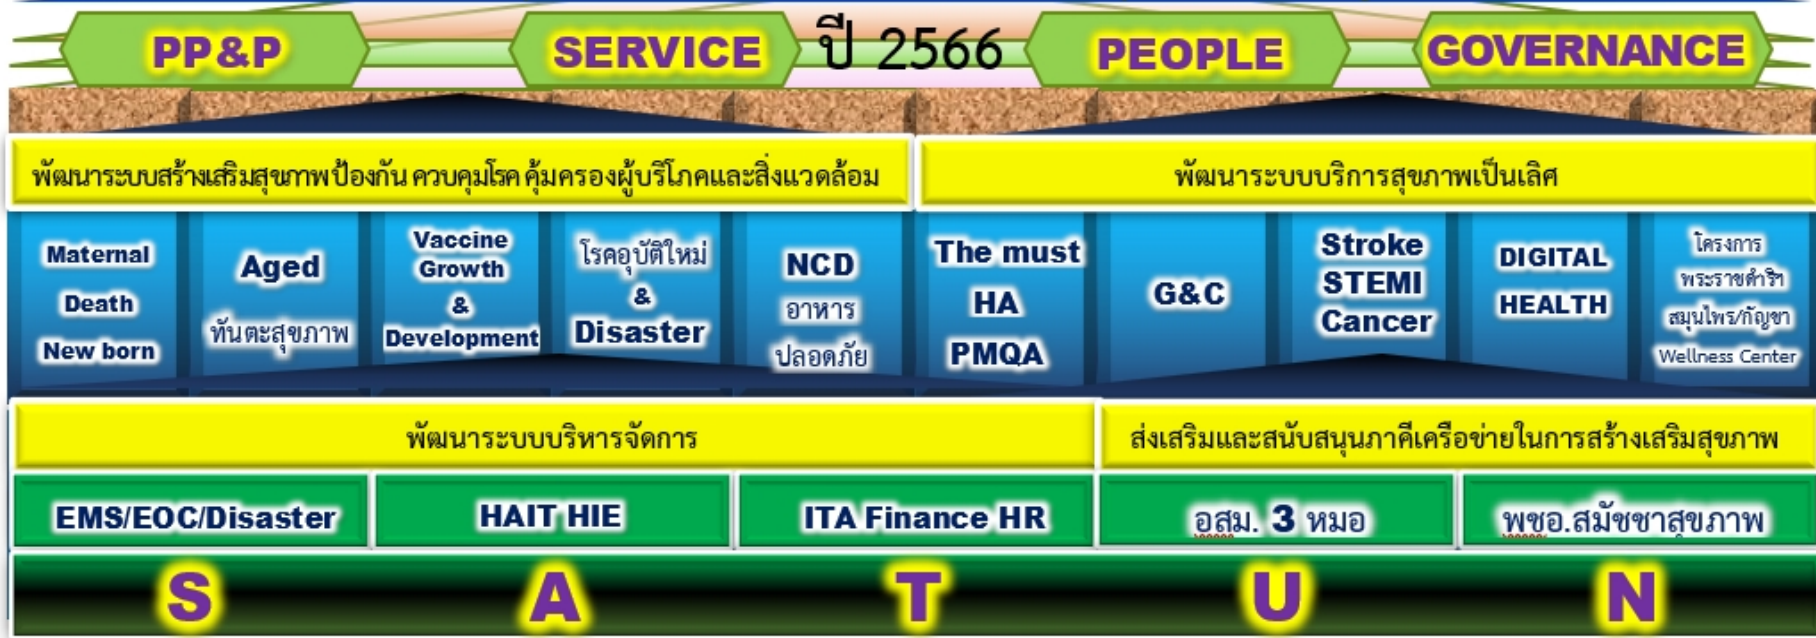 PP&P
SERVICE
ปี 2566
PEOPLE
GOVERNANCE
พัฒนาระบบสร้างเสริมสุขภาพป้องกัน ควบคุมโรค คุ้มครองผู้บริโภคและสิ่งแวดล้อม
พัฒนาระบบบริการสุขภาพเป็นเลิศ
Maternal
Death
New born
Aged
ทันตะสุขภาพ
Vaccine
Growth
&
Development
โรคอุบัติใหม่
&
Disaster
NCD
อาหาร
ปลอดภัย
The must
HA
PMQA
G&C
Stroke
STEMI
Cancer
DIGITAL
HEALTH
โครงการ
พระราชดำริฯ
สมุนไพร/กัญชา
Wellness Center
พัฒนาระบบบริหารจัดการ
ส่งเสริมและสนับสนุนภาคีเครือข่ายในการสร้างเสริมสุขภาพ
EMS/EOC/Disaster
HAIT HIE
ITA Finance HR
อสม. 3 หมอ
พชอ.สมัชชาสุขภาพ
S A T U N